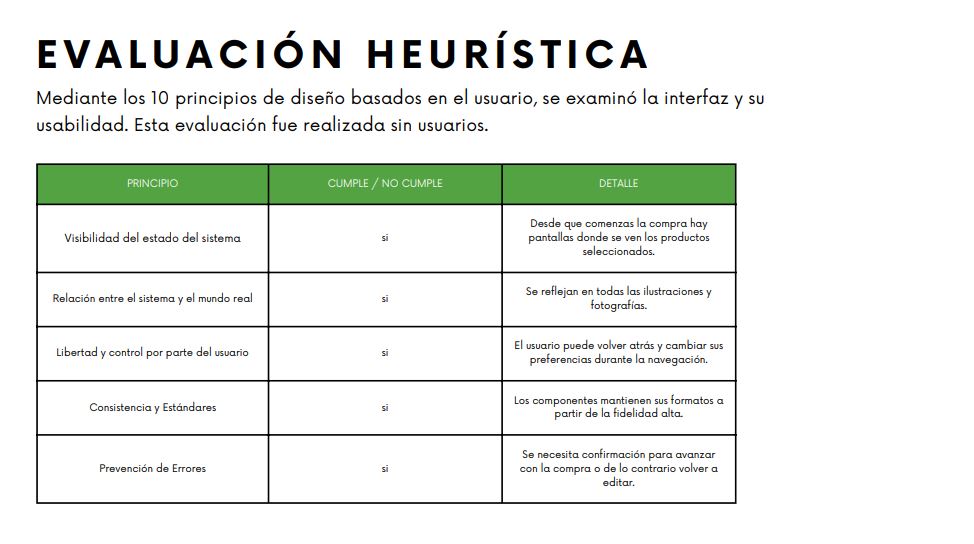 EVALUACIÓN HEURÍSTICA
Mediante los 10 principios de diseño basados en el usuario, se examinó la interfaz y su
usabilidad. Esta evaluación fue realizada sin usuarios.
PRINCIPIO
CUMPLE / NO CUMPLE
DETALLE
Visibilidad del estado del sistema
si
Desde que comenzas la compra hay
pantallas donde se ven los productos
seleccionados.
Relación entre el sistema y el mundo real
si
Se reflejan en todas las ilustraciones y
fotografías.
Libertad y control por parte del usuario
si
El usuario puede volver atrás y cambiar sus
preferencias durante la navegación.
Consistencia y Estándares
si
Los componentes mantienen sus formatos a
partir de la fidelidad alta.
Prevención de Errores
si
Se necesita confirmación para avanzar
con la compra o de lo contrario volver a
editar.